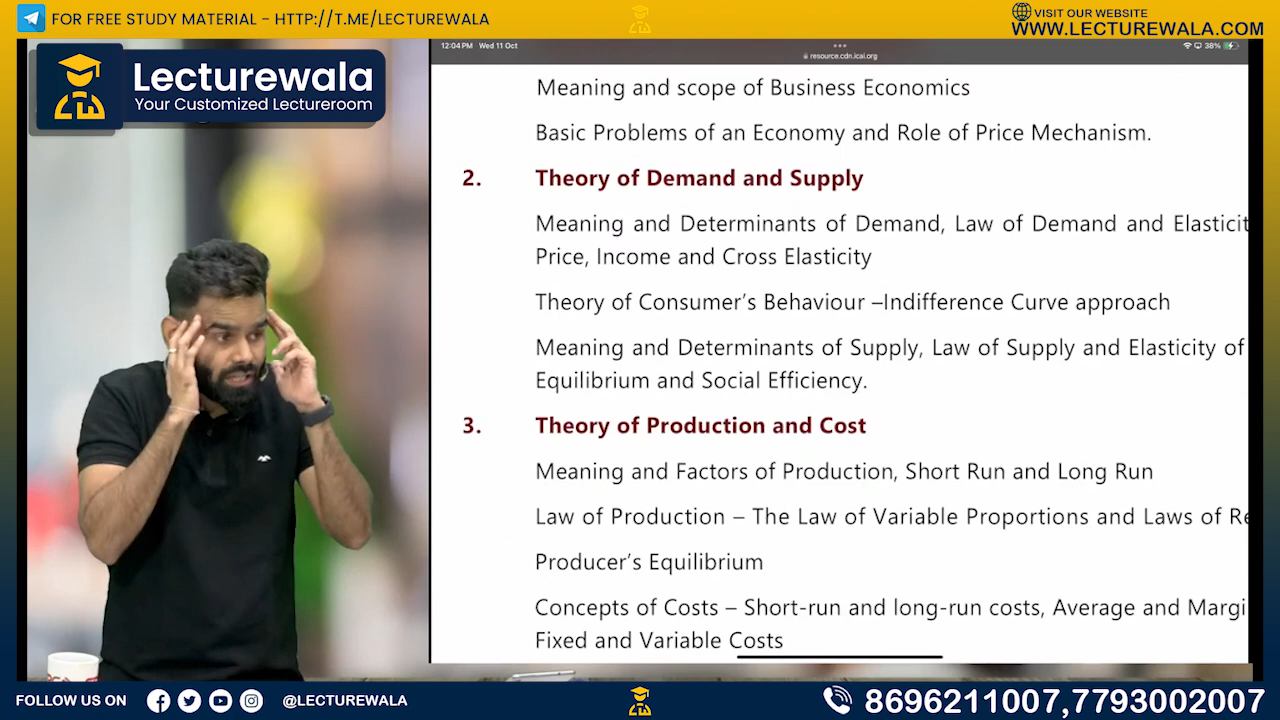 FOR FREE STUDY MATERIAL - HTTP://T.ME/LECTUREWALA
VISIT OUR WEBSITE
WWW.LECTUREWALA.COM
Lecturewala
Your Customized Lectureroom
12:04 PM Wed 11 Oct
resource.cdn.icai.org
38%
Meaning and scope of Business Economics
Basic Problems of an Economy and Role of Price Mechanism.
2. Theory of Demand and Supply
Meaning and Determinants of Demand, Law of Demand and Elasticit
Price, Income and Cross Elasticity
Theory of Consumer's Behaviour –Indifference Curve approach
Meaning and Determinants of Supply, Law of Supply and Elasticity of
Equilibrium and Social Efficiency.
3. Theory of Production and Cost
Meaning and Factors of Production, Short Run and Long Run
Law of Production – The Law of Variable Proportions and Laws of Re
Producer's Equilibrium
Concepts of Costs – Short-run and long-run costs, Average and Margi
Fixed and Variable Costs
FOLLOW US ON
@LECTUREWALA
8696211007,7793002007